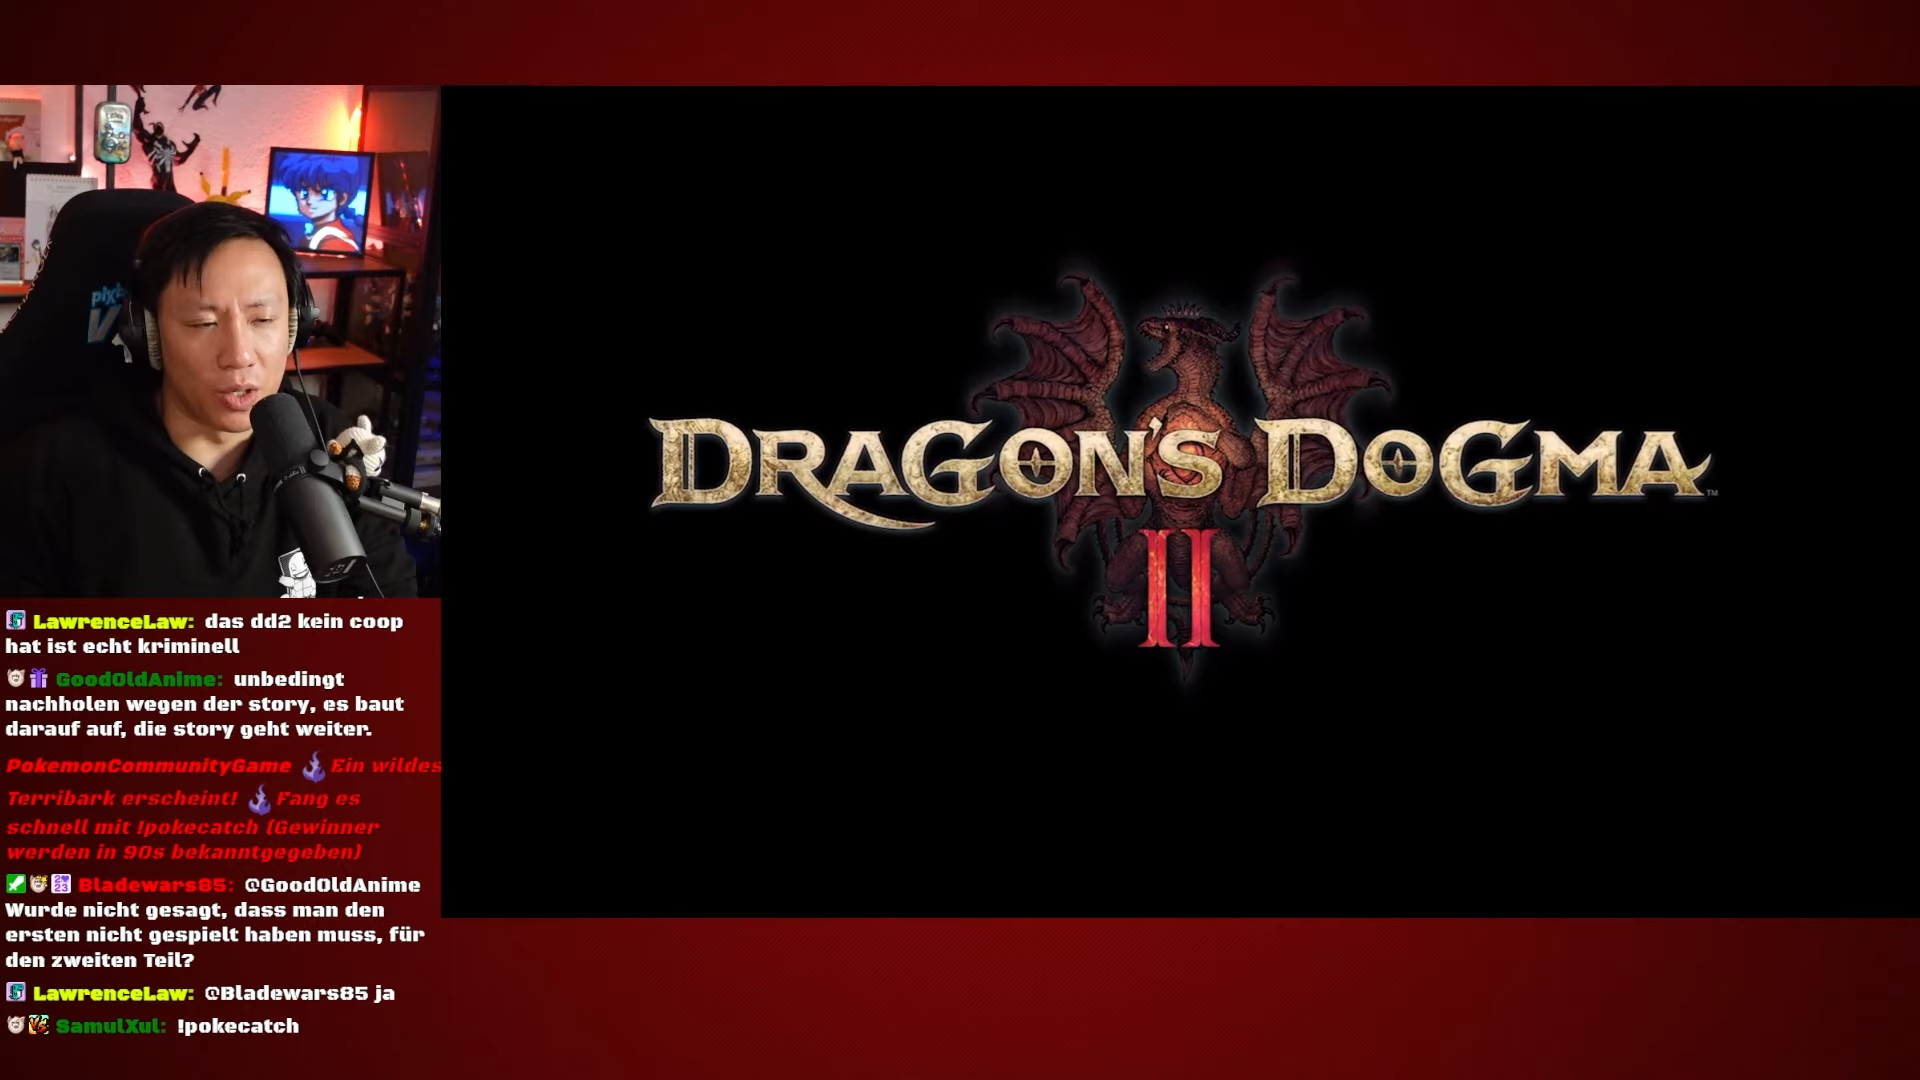 DRAGON'S DOGMA™
II
LawrenceLaw: das dd2 kein coop
hat ist echt kriminell
GoodOldAnime: unbedingt
nachholen wegen der story, es baut
darauf auf, die story geht weiter.
PokemonCommunityGame Ein wildes
Terribark erscheint! Fang es
schnell mit !pokecatch (Gewinner
werden in 90s bekanntgegeben)
Bladewars85: @GoodOldAnime
Wurde nicht gesagt, dass man den
ersten nicht gespielt haben muss, für
den zweiten Teil?
LawrenceLaw: @Bladewars85 ja
SamulXul: !pokecatch